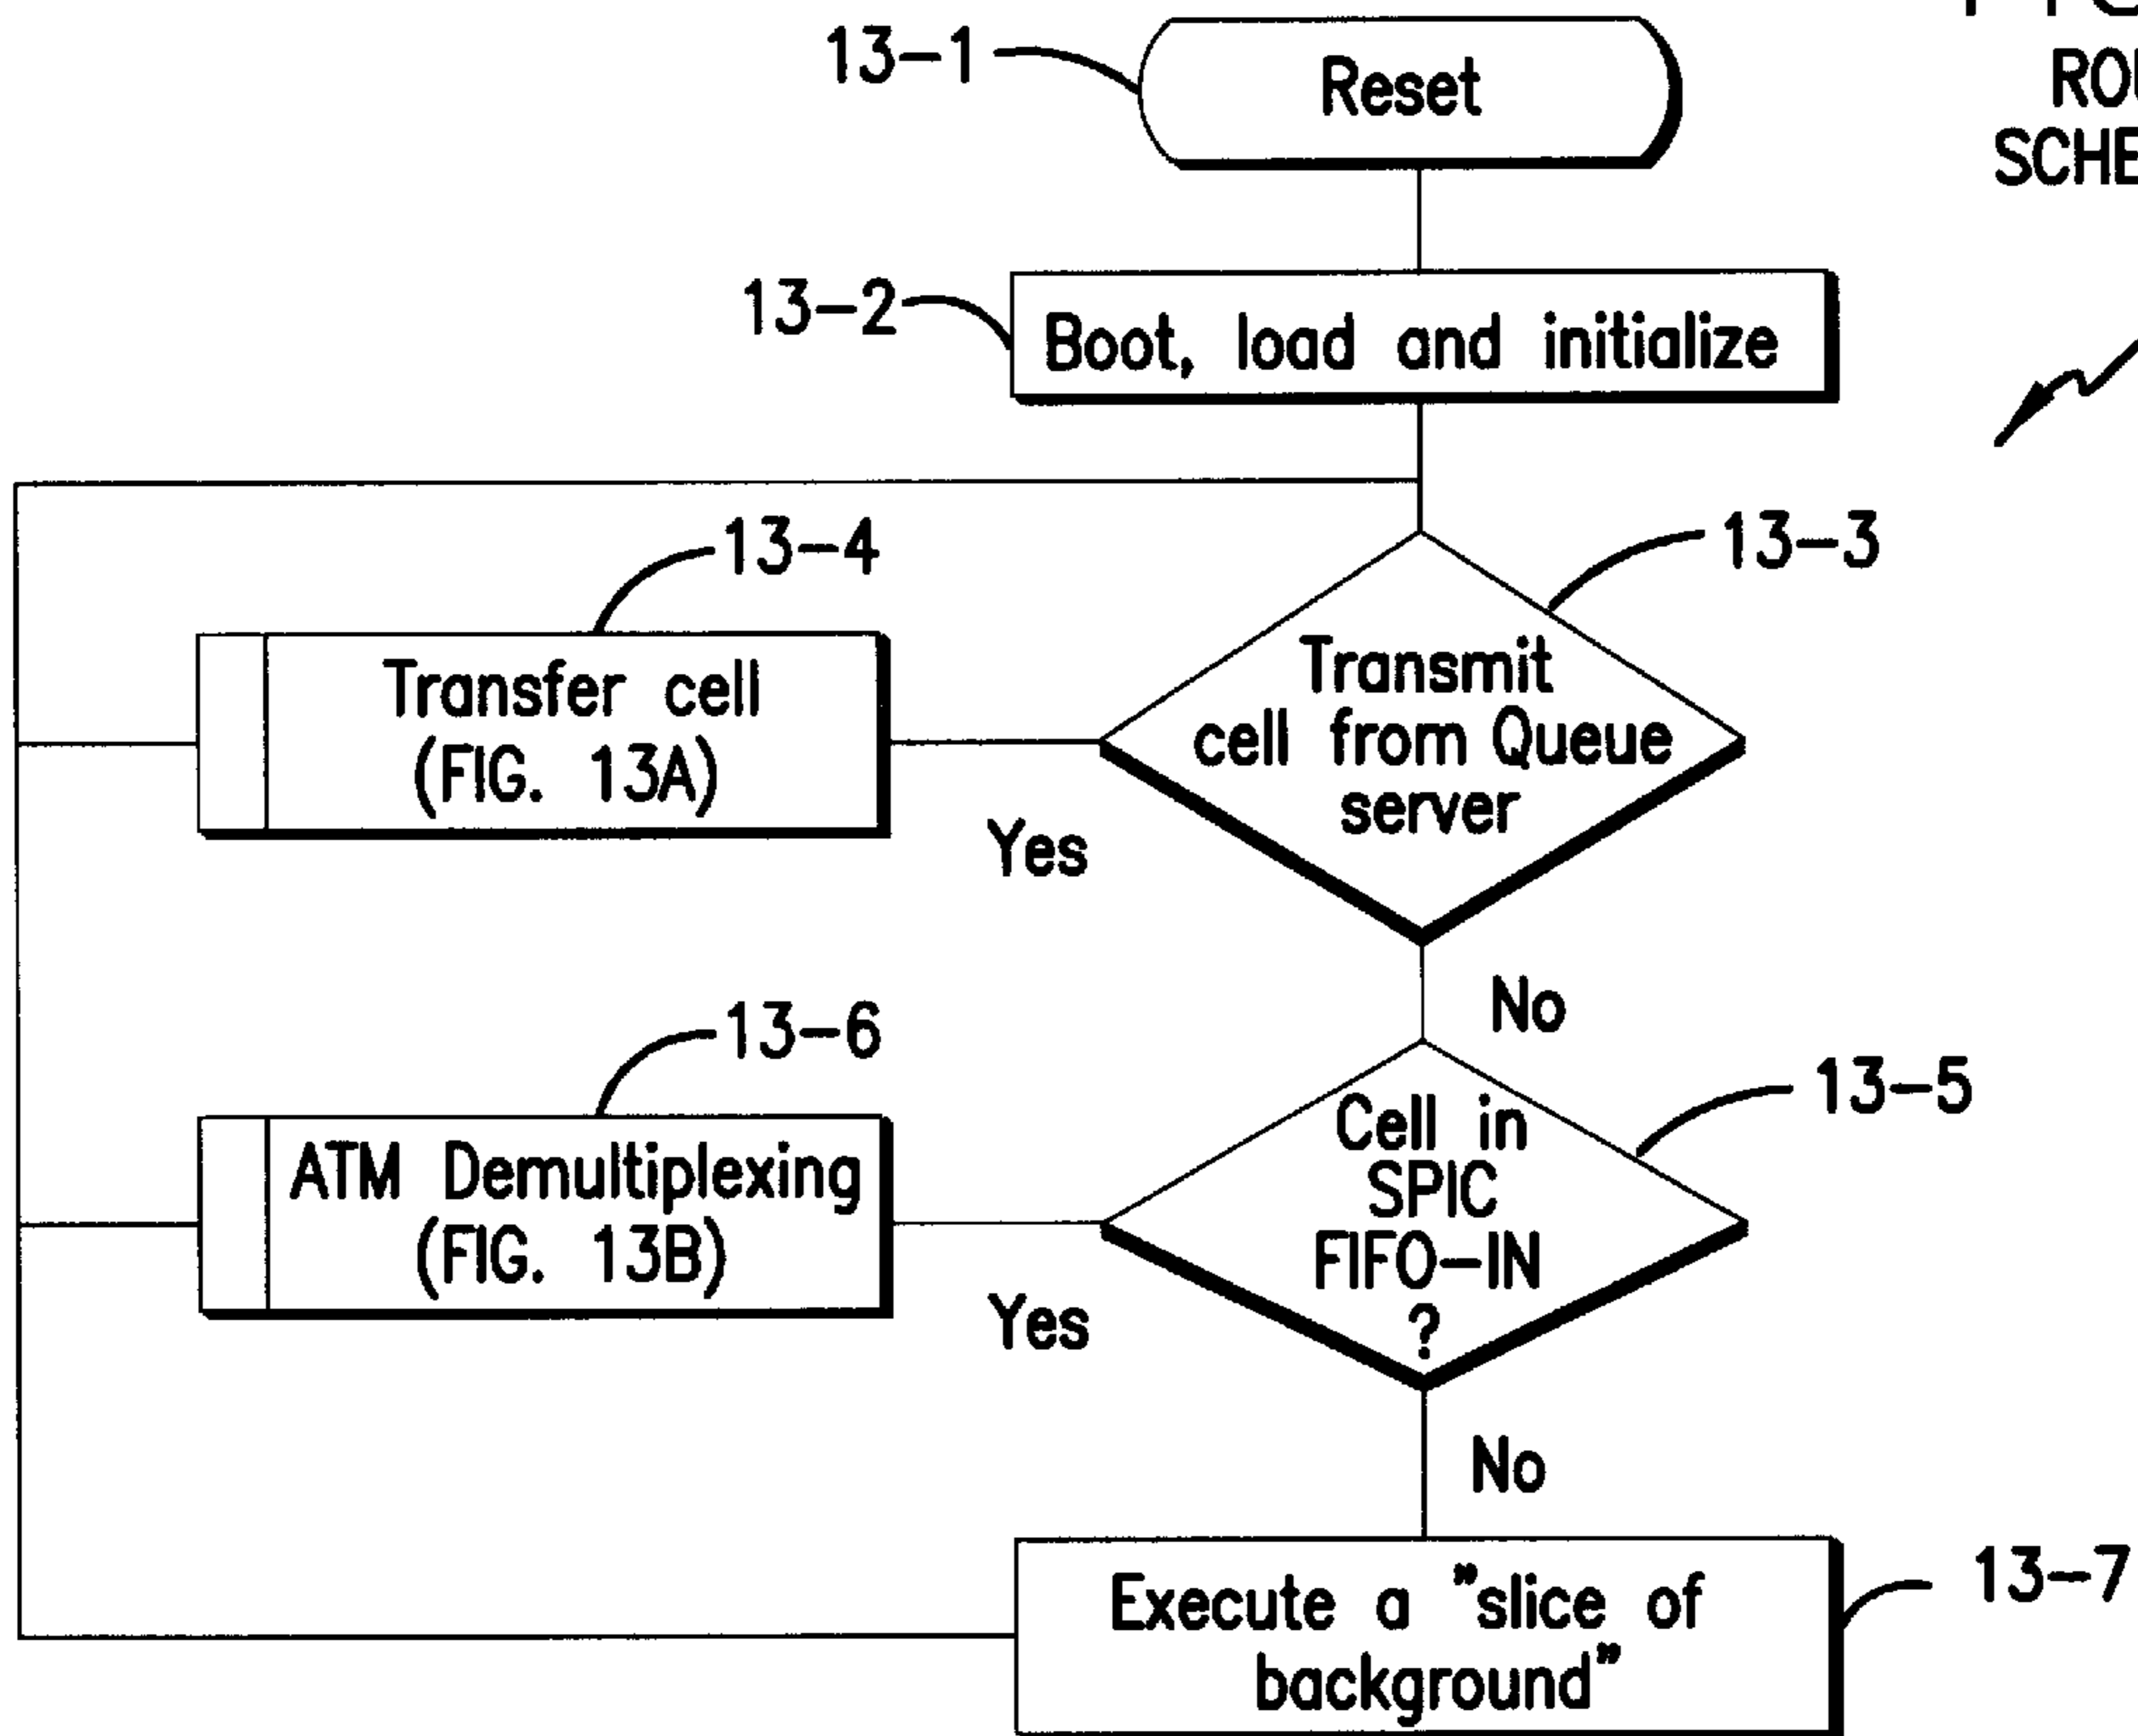 13-1
Reset
13-2
Boot, load and initialize
13-4
13-3
Transfer cell
(FIG. 13A)
Transmit
cell from Queue
server
Yes
No
13-6
13-5
ATM Demultiplexing
(FIG. 13B)
Cell in
SPIC
FIFO-IN
?
Yes
No
13-7
Execute a "slice of
background"